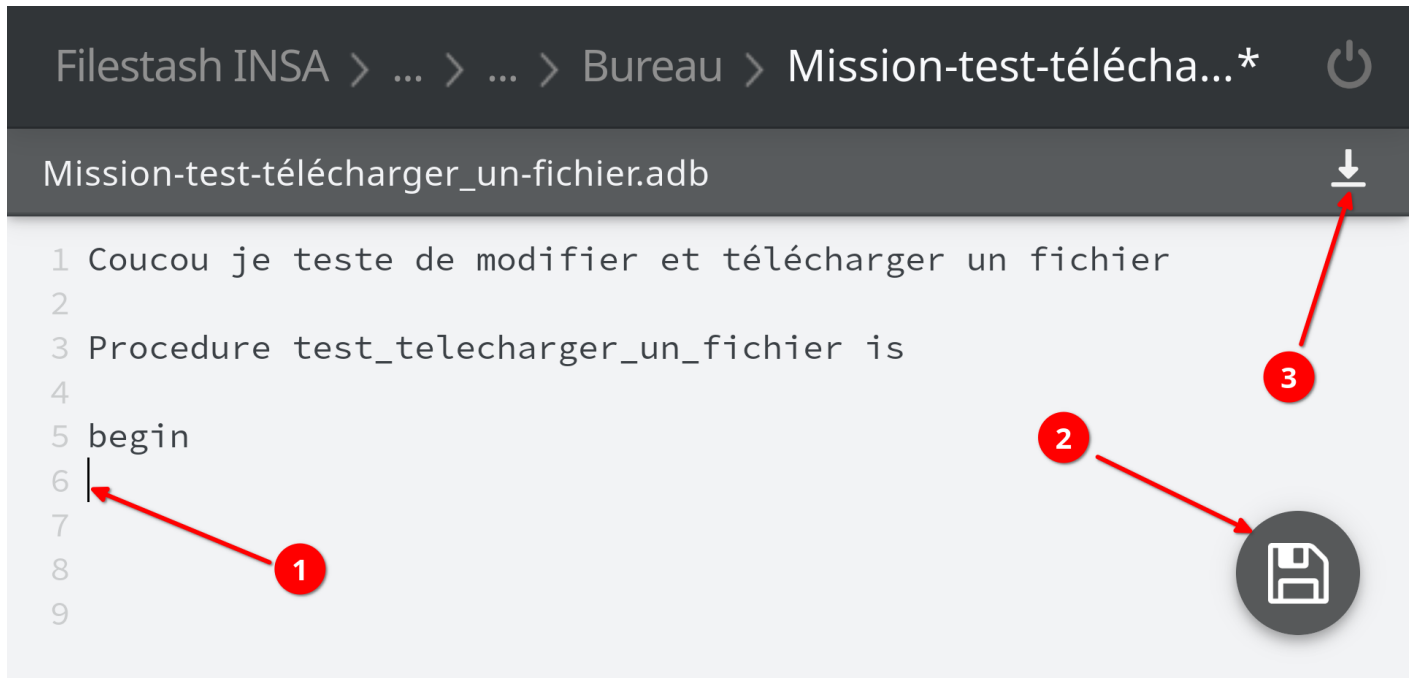 Filestash INSA > ... > ... > Bureau > Mission-test-télécha...*
Mission-test-télécharger_un-fichier.adb
1 Coucou je teste de modifier et télécharger un fichier
2
3 Procedure test_telecharger_un_fichier is
3
4
2
5 begin
6
7
1
8
9